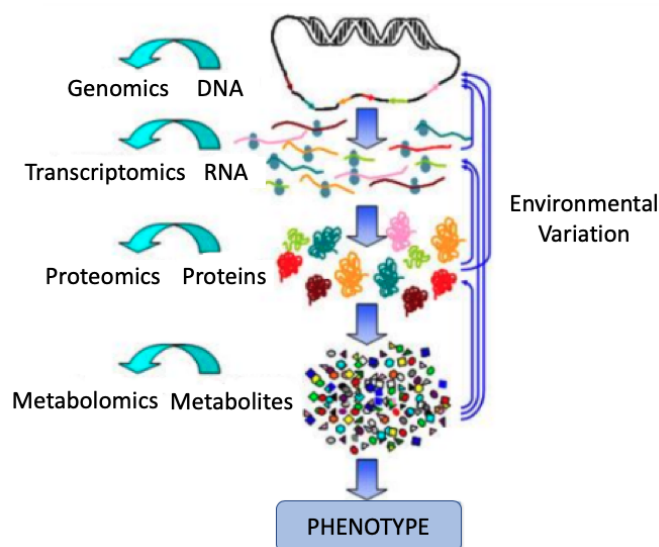 Genomics DNA
Transcriptomics RNA
Environmental
Variation
Proteomics Proteins
Metabolomics Metabolites
PHENOTYPE